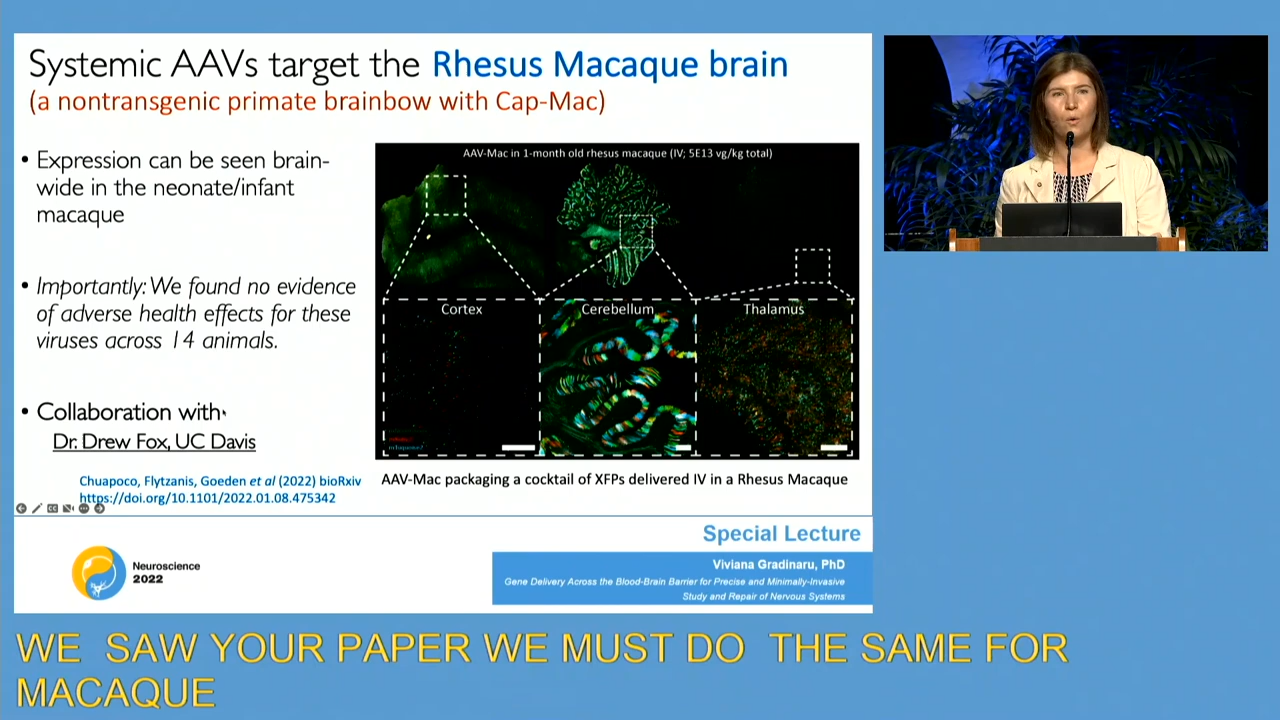 Systemic AAVs target the Rhesus Macaque brain
(a nontransgenic primate brainbow with Cap-Mac)
• Expression can be seen brain-
wide in the neonate/infant
macaque
• Importantly: We found no evidence
of adverse health effects for these
viruses across 14 animals.
• Collaboration with
Dr. Drew Fox, UC Davis
Chuapoco, Flytzanis, Goeden et al (2022) bioRxiv
https://doi.org/10.1101/2022.01.08.475342
AAV-Mac in 1-month old rhesus macaque (IV; 5E13 vg/kg total)
Cortex
Cerebellum
Thalamus
AAV-Mac packaging a cocktail of XFPs delivered IV in a Rhesus Macaque
Special Lecture
Neuroscience
2022
Viviana Gradinaru, PhD
Gene Delivery Across the Blood-Brain Barrier for Precise and Minimally-Invasive
Study and Repair of Nervous Systems
WE SAW YOUR PAPER WE MUST DO THE SAME FOR
MACAQUE